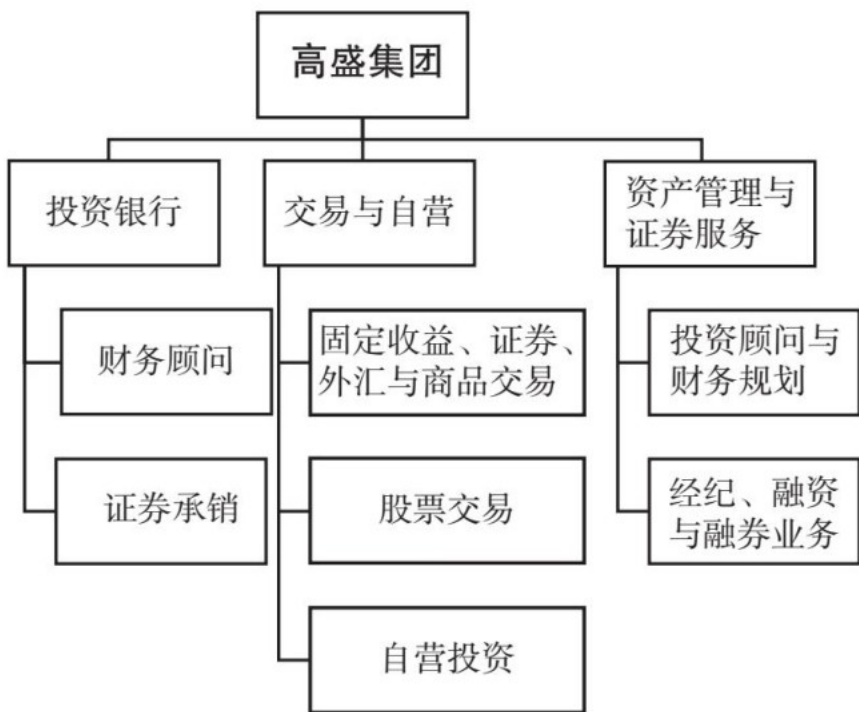 高盛集团
投资银行
交易与自营
资产管理与
证券服务
财务顾问
固定收益、证券、
外汇与商品交易
投资顾问与
财务规划
证券承销
股票交易
经纪、融资
与融券业务
自营投资